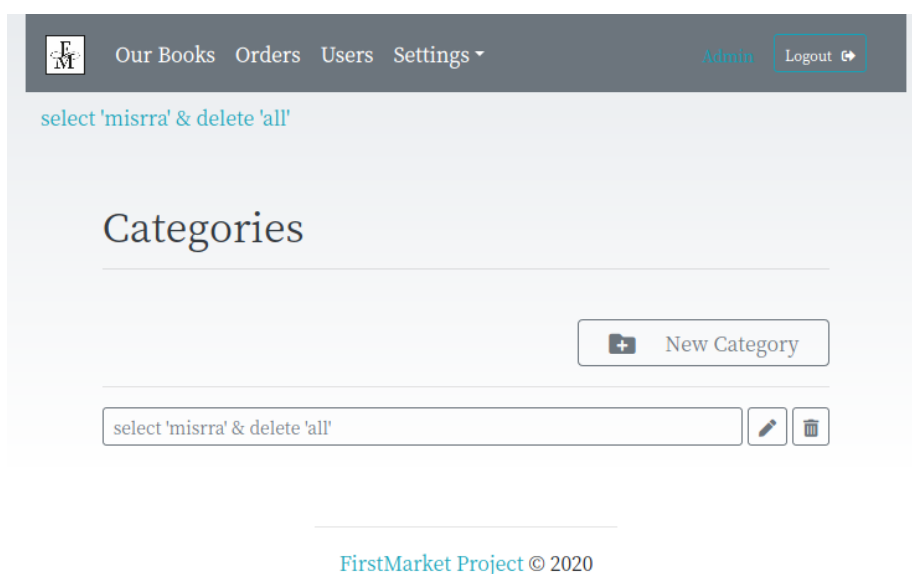 FM
Our Books Orders Users Settings Admin Logout
select 'misrra' & delete 'all'
Categories
New Category
select 'misrra' & delete 'all'
FirstMarket Project © 2020